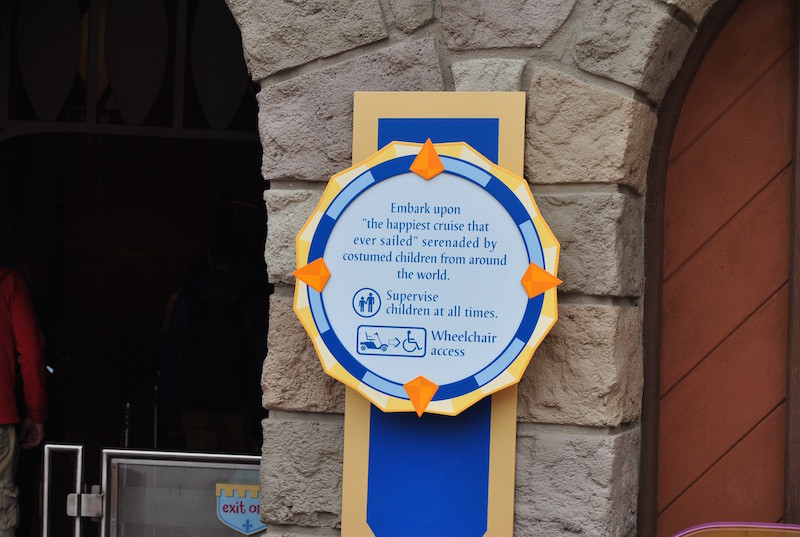 Embark upon
"the happiest cruise that
ever sailed" serenaded by
costumed children from around
the world.
Supervise
children at all times.
Wheelchair
access
exit